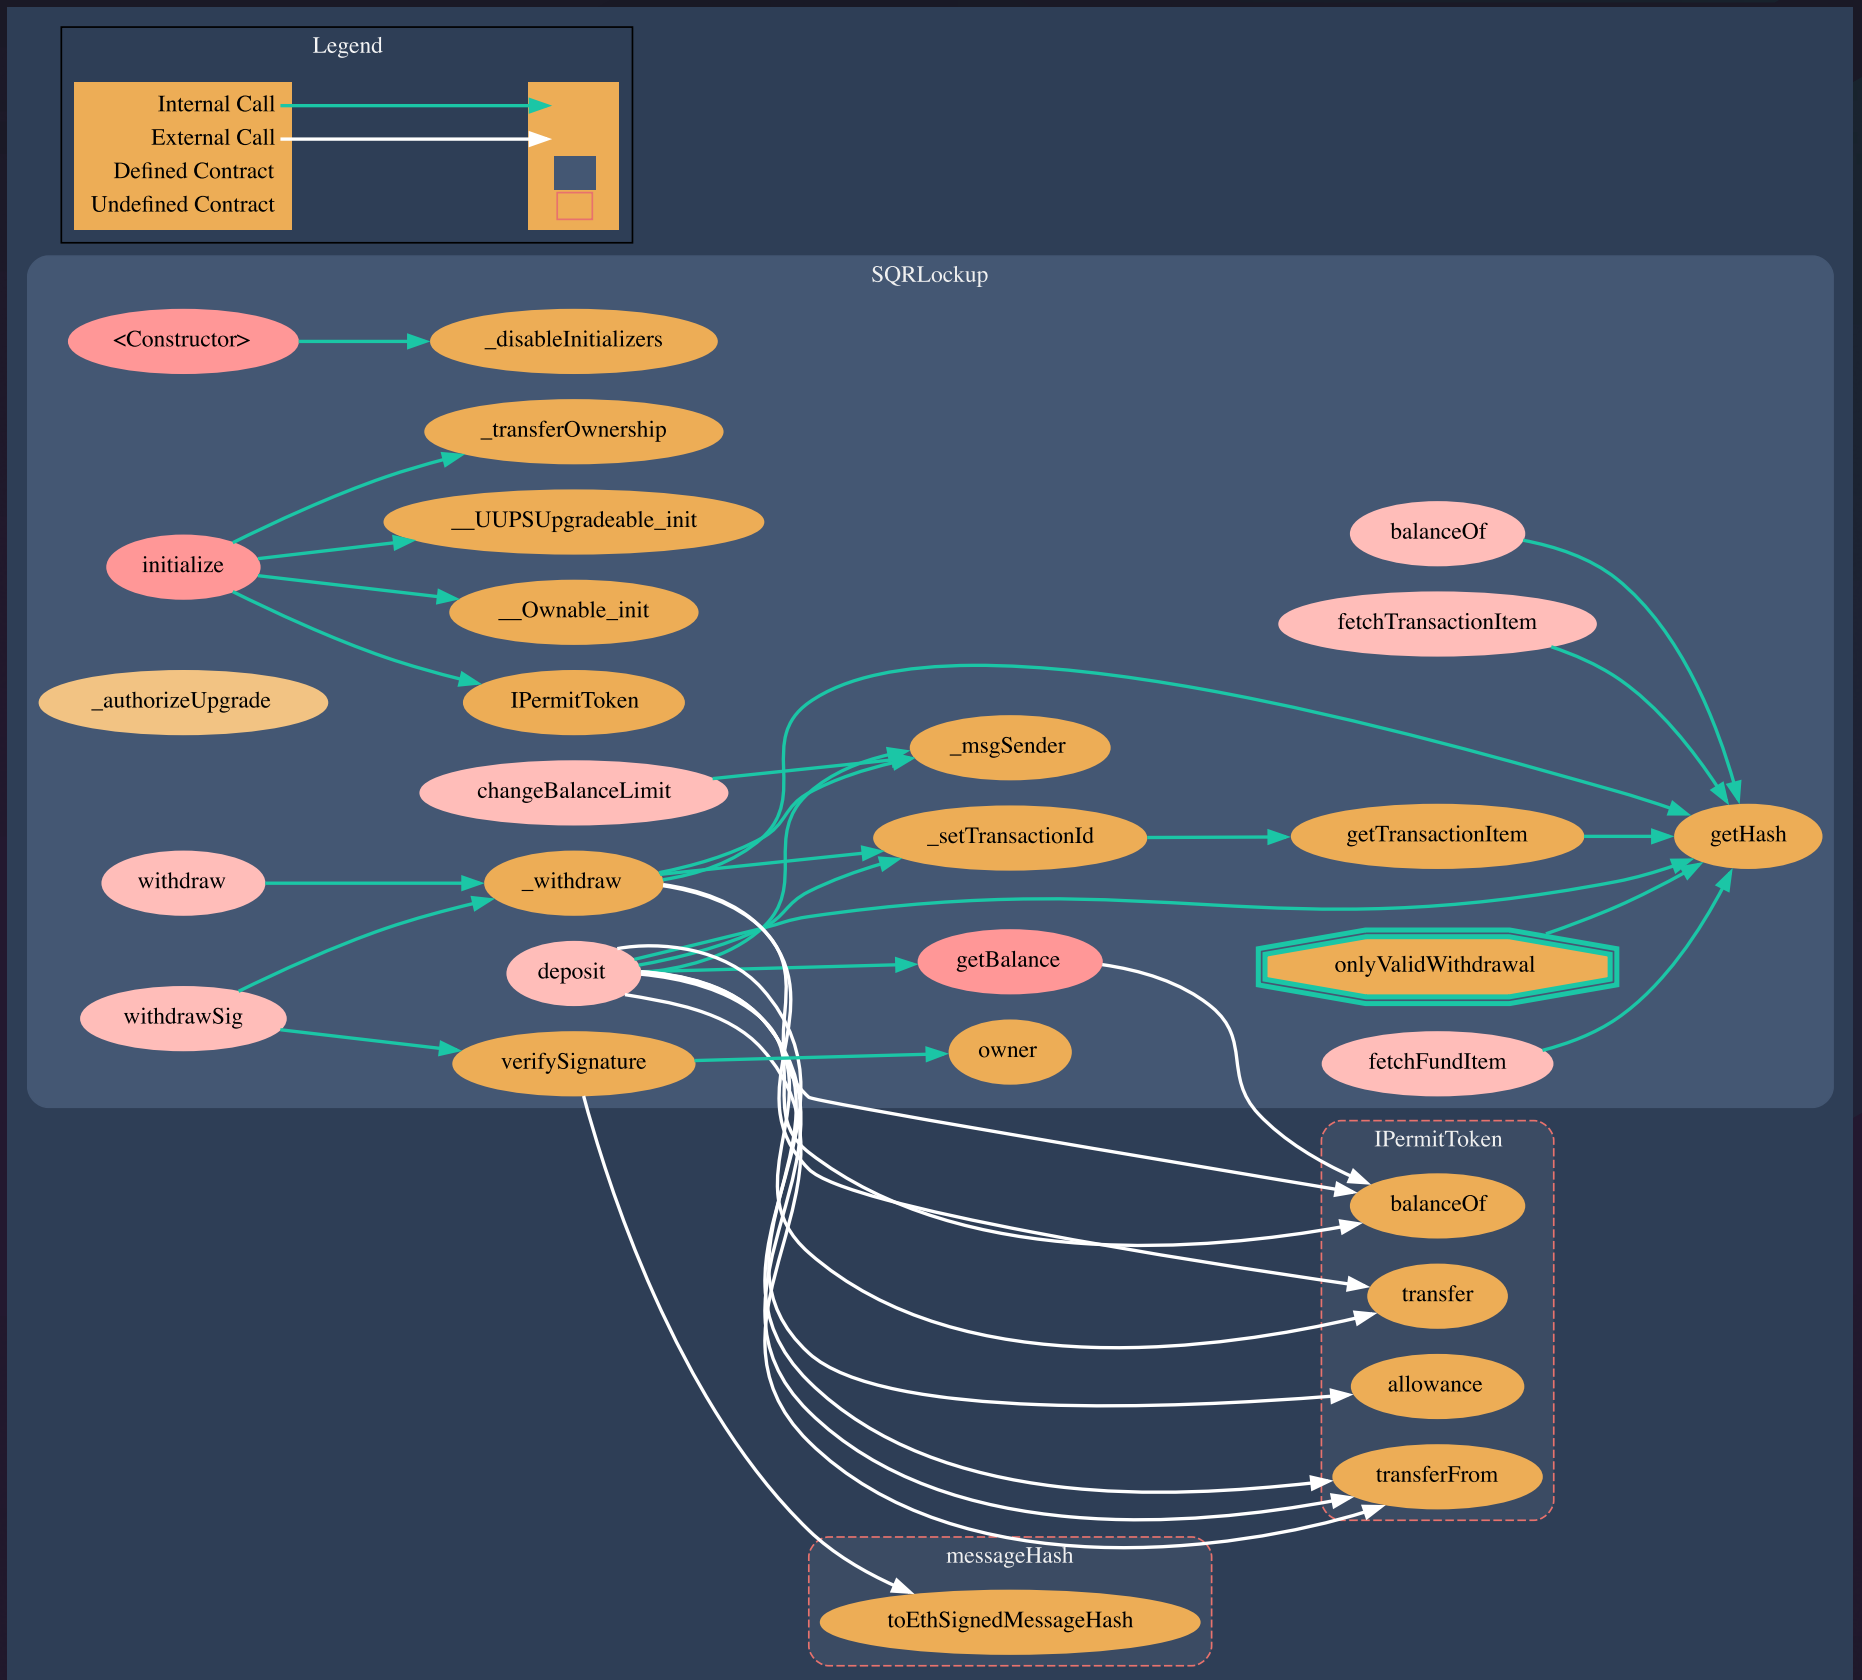 Legend
Internal Call
External Call
Defined Contract
Undefined Contract
SQRLockup
<Constructor>
_disableInitializers
_transferOwnership
__UUPSUpgradeable_init
balanceOf
initialize
__Ownable_init
fetchTransactionItem
_authorizeUpgrade
IPermitToken
_msgSender
changeBalanceLimit
_setTransactionId
getTransactionItem
getHash
withdraw
_withdraw
deposit
getBalance
onlyValidWithdrawal
withdrawSig
verifySignature
owner
fetchFundItem
IPermitToken
balanceOf
transfer
allowance
transferFrom
messageHash
toEthSignedMessageHash